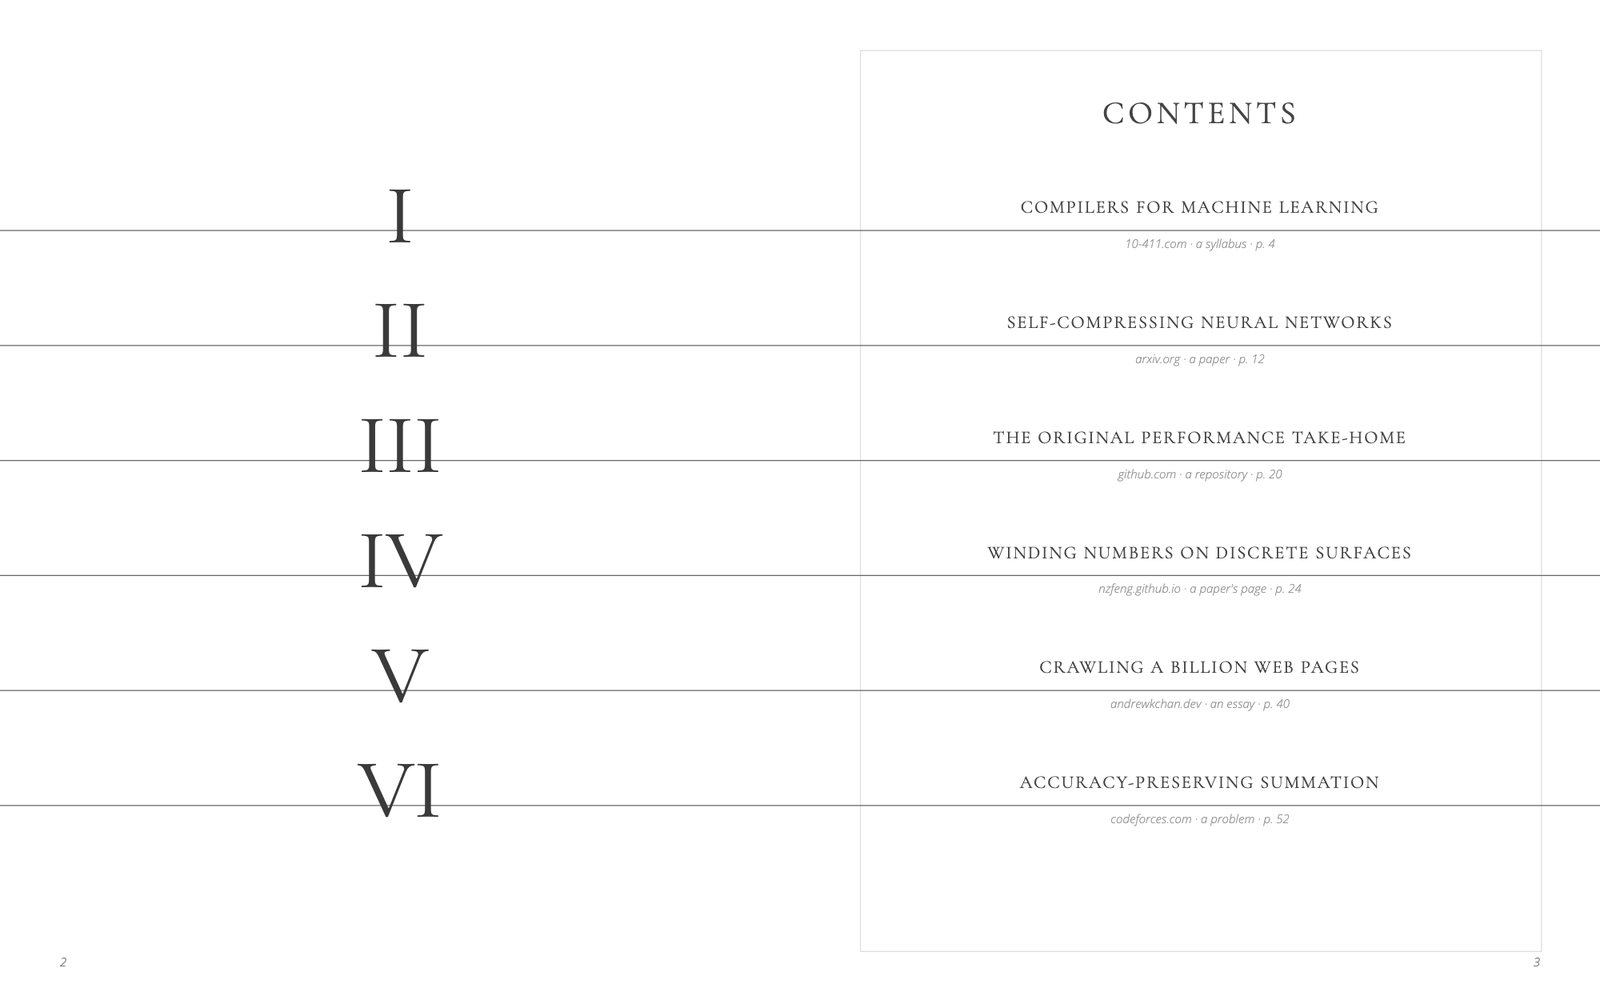 I
II
III
IV
V
VI
2
CONTENTS
COMPILERS FOR MACHINE LEARNING
10-411.com · a syllabus · p. 4
SELF-COMPRESSING NEURAL NETWORKS
arxiv.org · a paper · p. 12
THE ORIGINAL PERFORMANCE TAKE-HOME
github.com · a repository · p. 20
WINDING NUMBERS ON DISCRETE SURFACES
nzfeng.github.io · a paper's page · p. 24
CRAWLING A BILLION WEB PAGES
andrewkchan.dev · an essay · p. 40
ACCURACY-PRESERVING SUMMATION
codeforces.com · a problem · p. 52
3